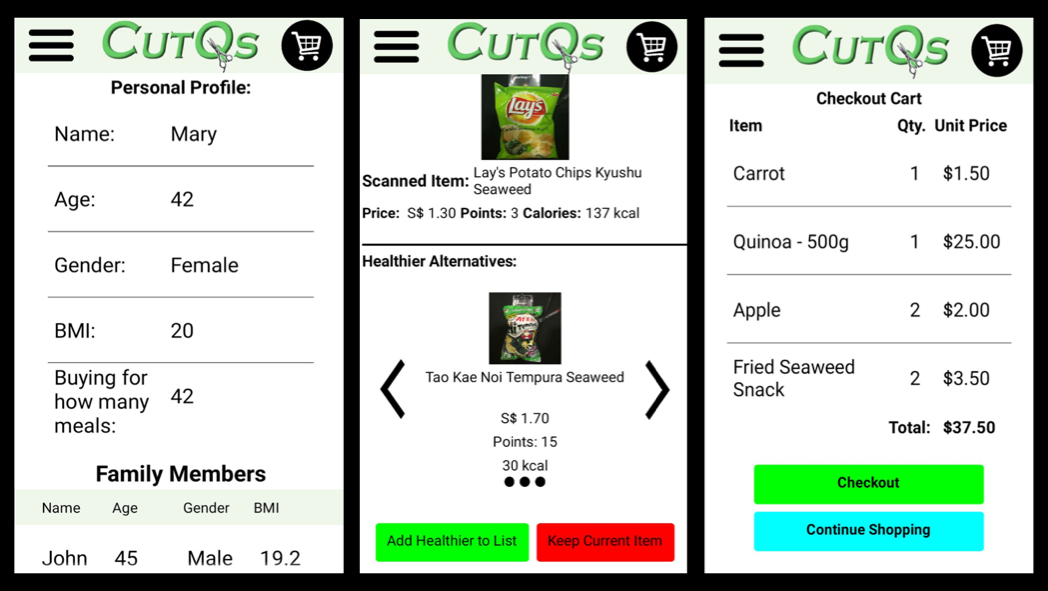 CUTQS
Personal Profile:
Name: Mary
Age: 42
Gender: Female
BMI: 20
Buying for
how many
meals: 42
Family Members
Name Age Gender BMI
John 45 Male 19.2
CUTQS
Lay's
Scanned Item: Lay's Potato Chips Kyushu
Seaweed
Price: S$ 1.30 Points: 3 Calories: 137 kcal
Healthier Alternatives:
Tao Kae Noi Tempura Seaweed
S$ 1.70
Points: 15
30 kcal
Add Healthier to List
Keep Current Item
CUTQS
Checkout Cart
Item Qty. Unit Price
Carrot 1 $1.50
Quinoa - 500g 1 $25.00
Apple 2 $2.00
Fried Seaweed
Snack 2 $3.50
Total: $37.50
Checkout
Continue Shopping